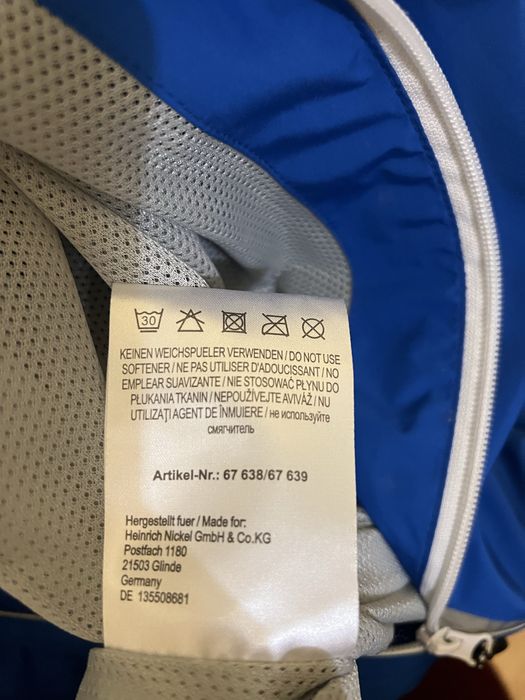 30
KEINEN WEICHSPUELER VERWENDEN / DO NOT USE
SOFTENER / NE PAS UTILISER D'ADOUCISSANT / NO
EMPLEAR SUAVIZANTE / NIE STOSOWAĆ PŁYNU DO
PŁUKANIA TKANIN / NEPOUŽÍVEJTE AVIVÁŽ / NU
UTILIZAŢI AGENT DE ÎNMUIERE / не используйте
смягчитель
Artikel-Nr.: 67 638/67 639
Hergestellt fuer / Made for:
Heinrich Nickel GmbH & Co.KG
Postfach 1180
21503 Glinde
Germany
DE 135508681